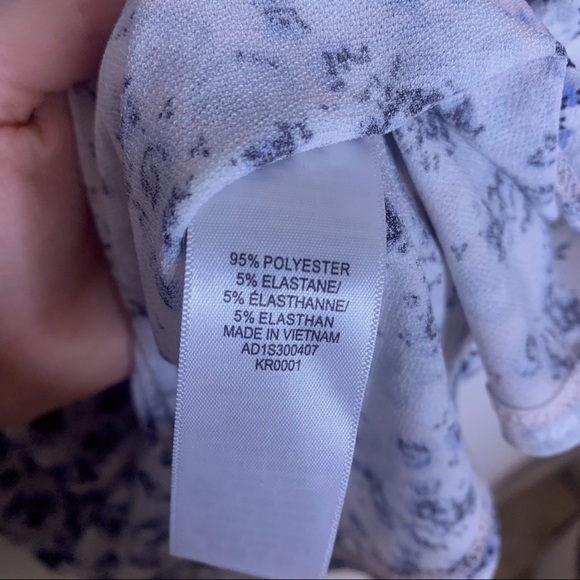 95% POLYESTER
5% ELASTANE/
5% ÉLASTHANNE/
5% ELASTHAN
MADE IN VIETNAM
AD1S300407
KR0001